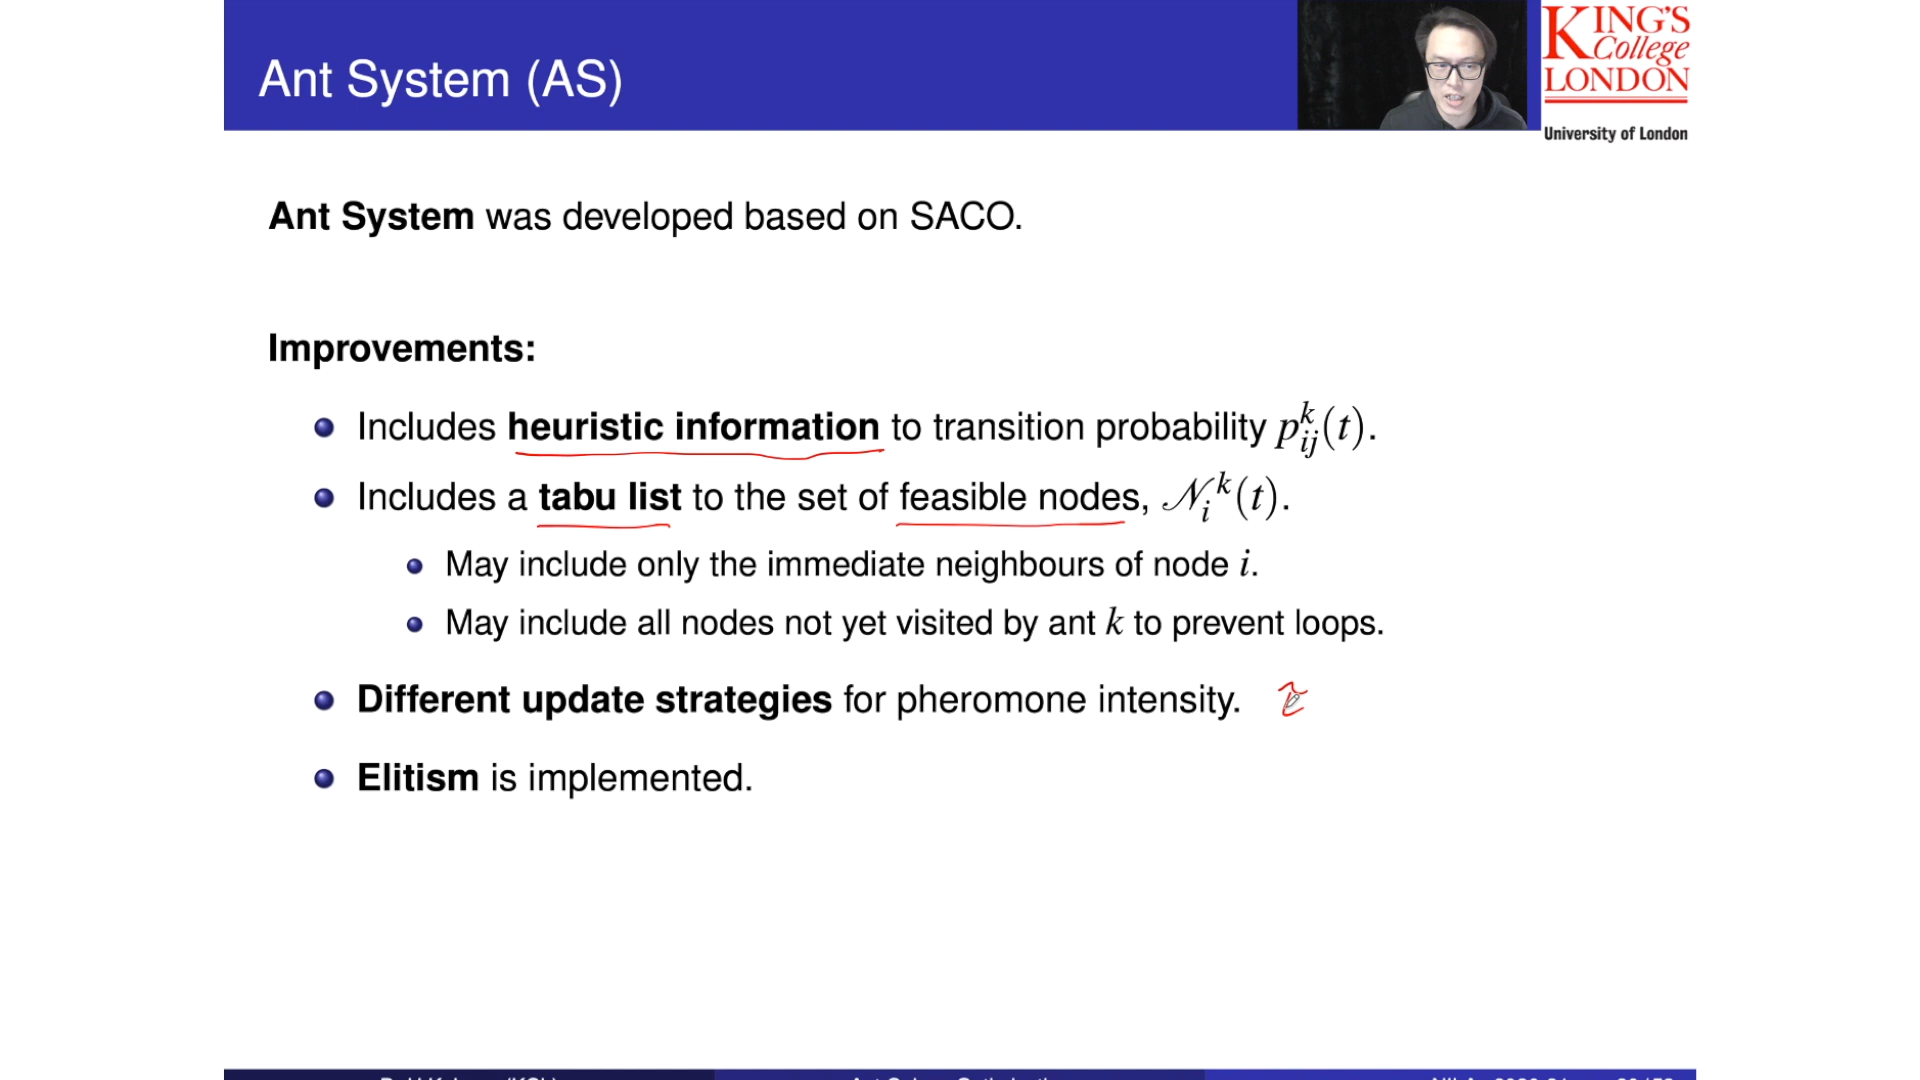 Ant System (AS)
KING'S
College
LONDON
University of London
Ant System was developed based on SACO.
Improvements:
Includes heuristic information to transition probability p_{ij}^k(t).
Includes a tabu list to the set of feasible nodes, 𝒩_i^k(t).
May include only the immediate neighbours of node i.
May include all nodes not yet visited by ant k to prevent loops.
Different update strategies for pheromone intensity.
Elitism is implemented.